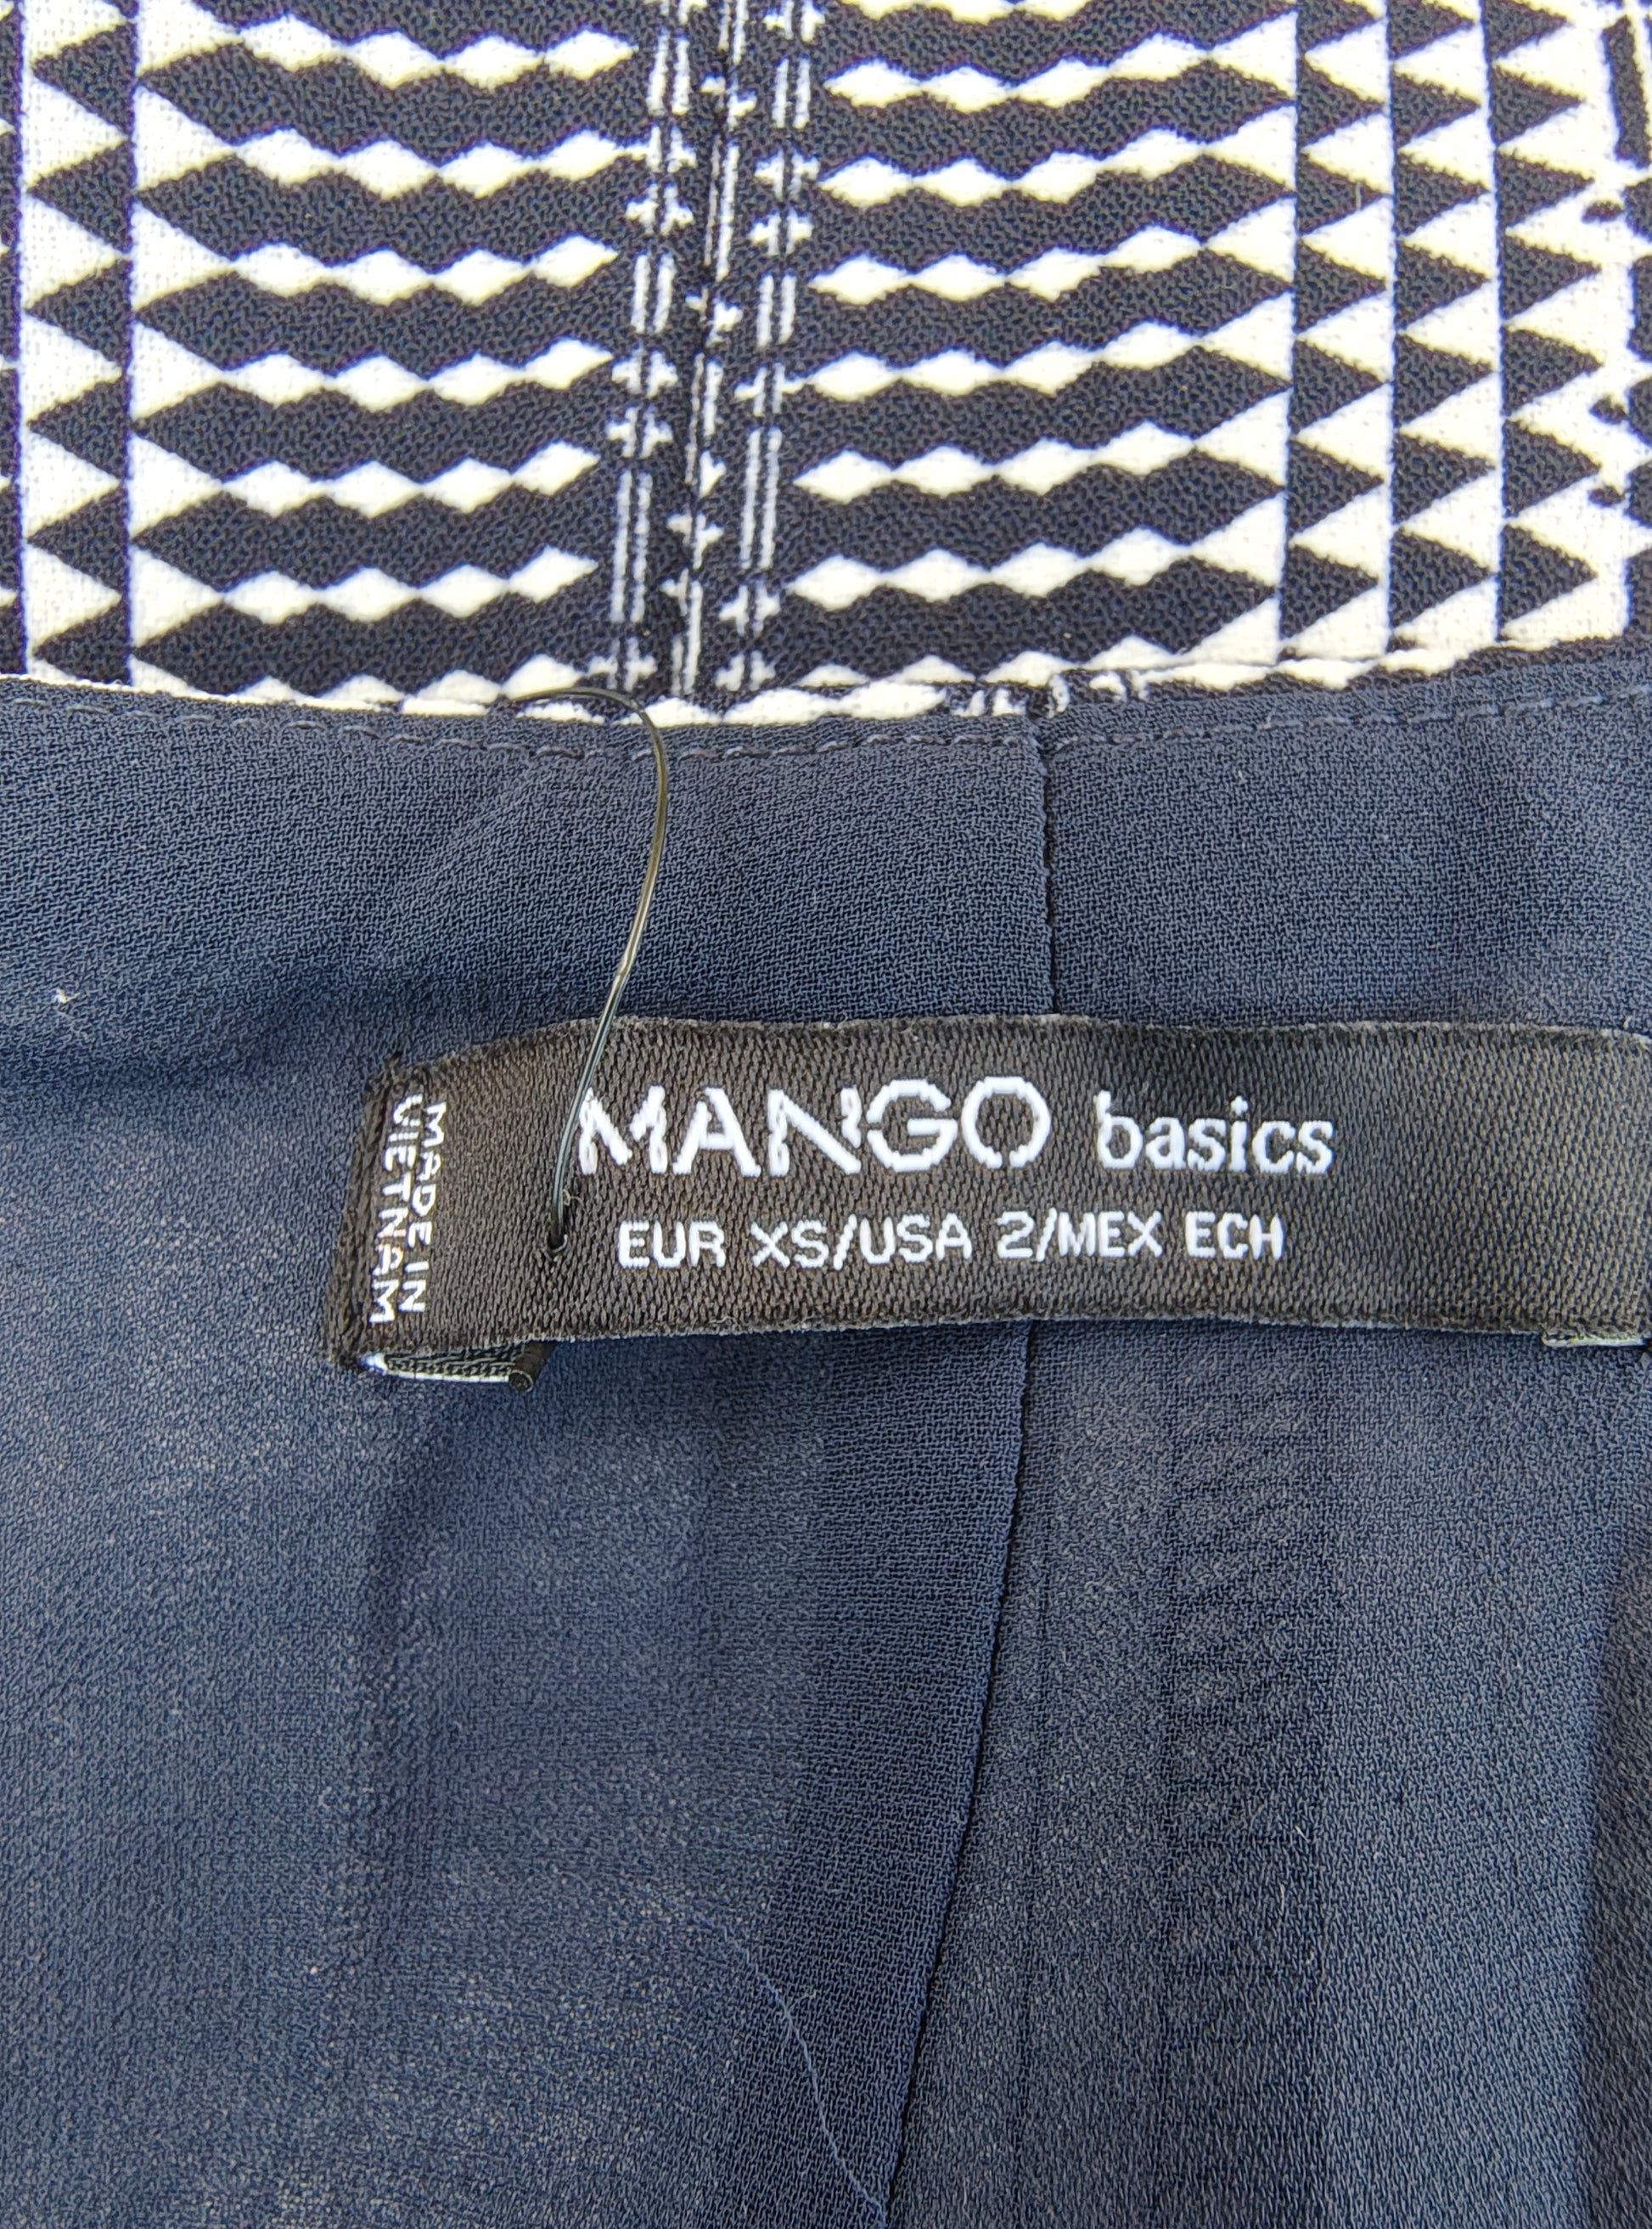 MANGO basics
EUR XS/USA 2/MEX ECH
MADE IN
VIETNAM